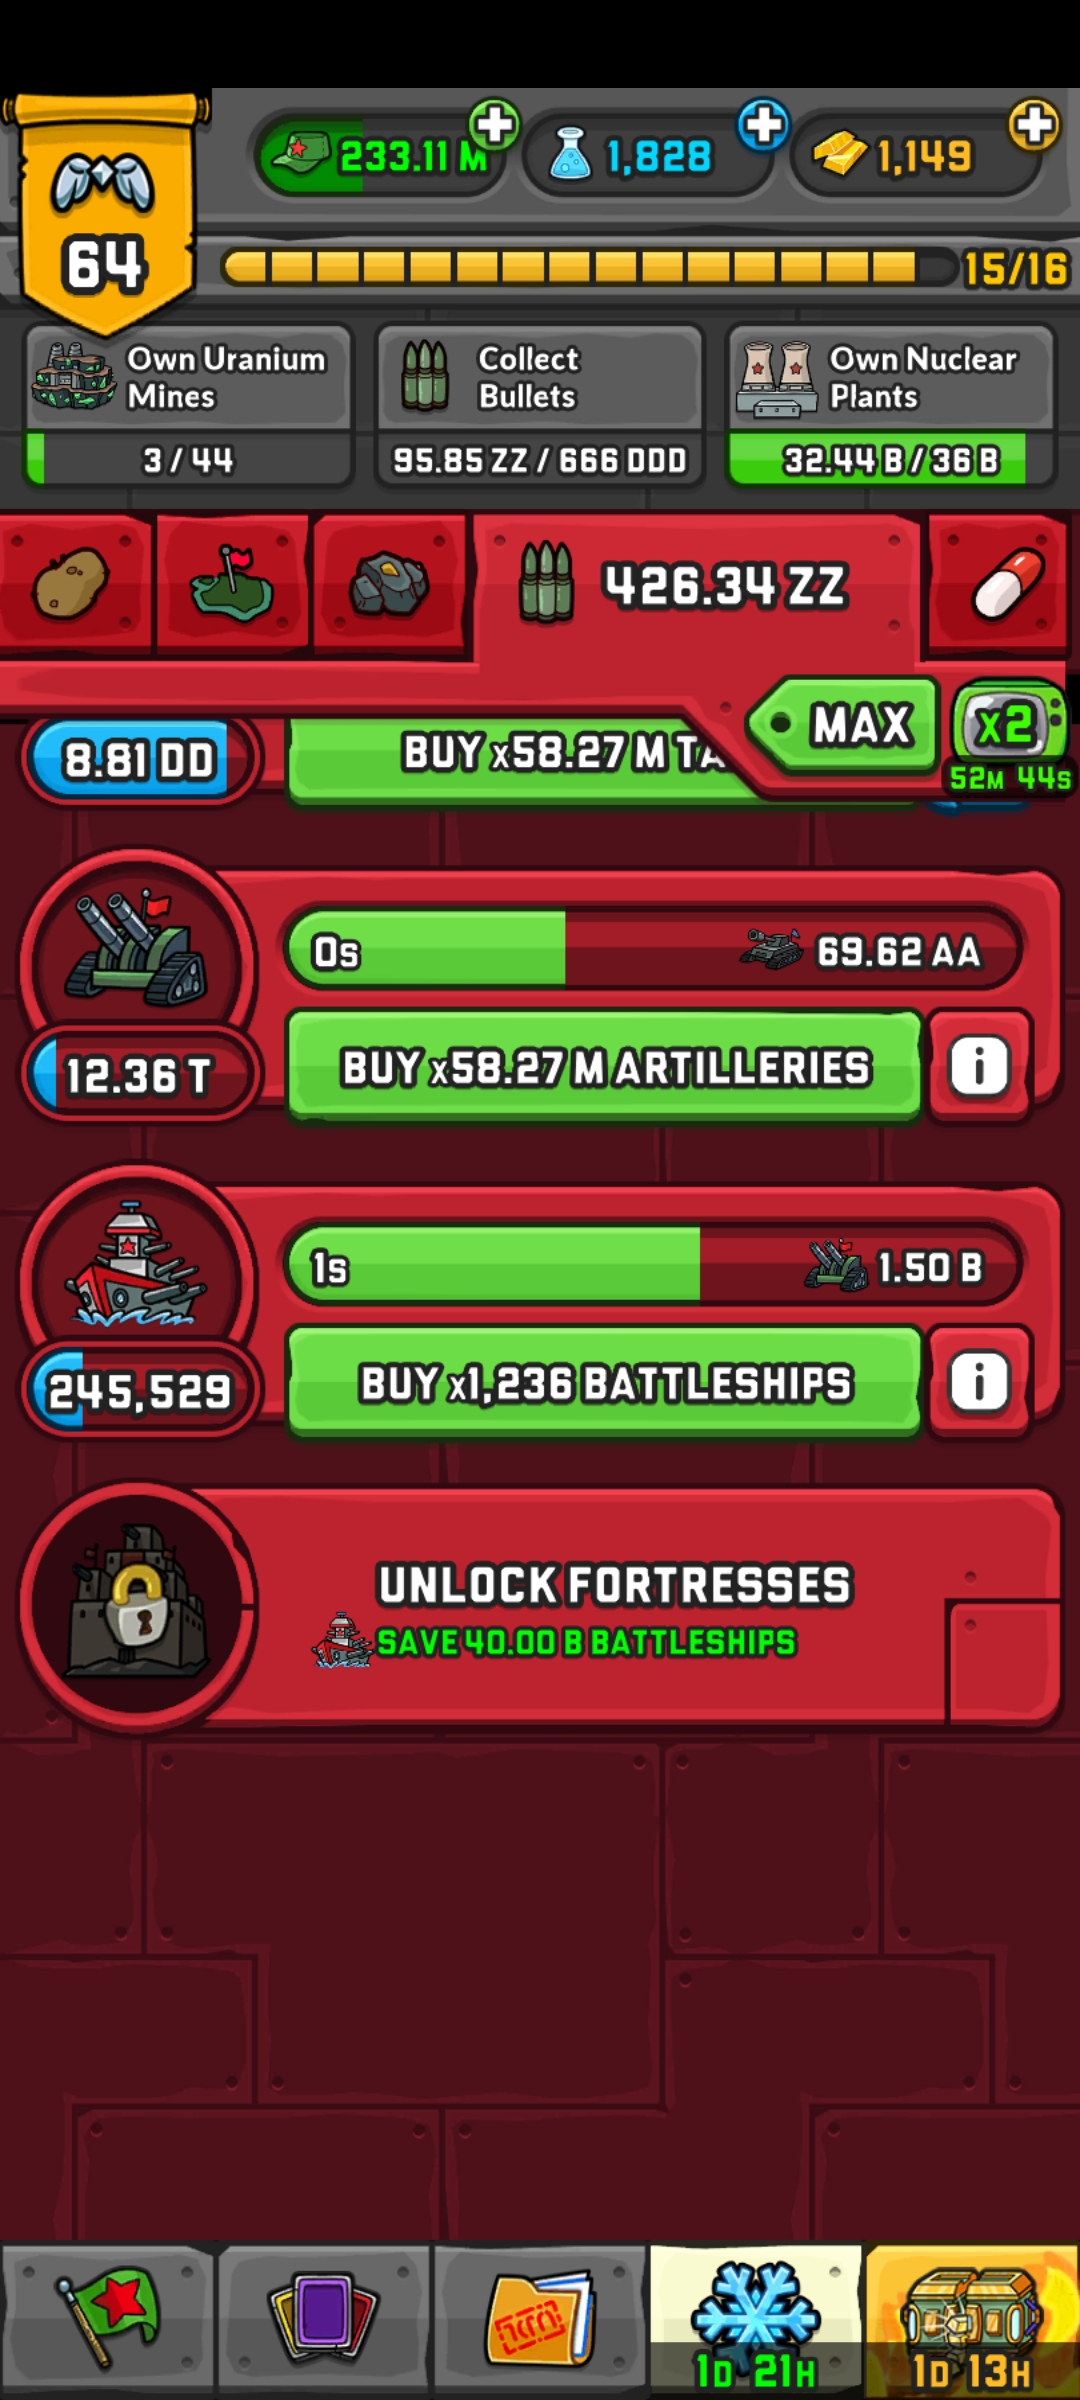 64
233.11 M
1,828
1,149
15/16
Own Uranium
Mines
3 / 44
Collect
Bullets
95.85 ZZ / 666 DDD
Own Nuclear
Plants
32.44 B / 36 B
426.34 ZZ
MAX
x2
52M 44S
8.81 DD
BUY x58.27 M TA
0s
69.62 AA
12.36 T
BUY x58.27 M ARTILLERIES
i
1s
1.50 B
245,529
BUY x1,236 BATTLESHIPS
i
UNLOCK FORTRESSES
SAVE 40.00 B BATTLESHIPS
1D 21H
1D 13H